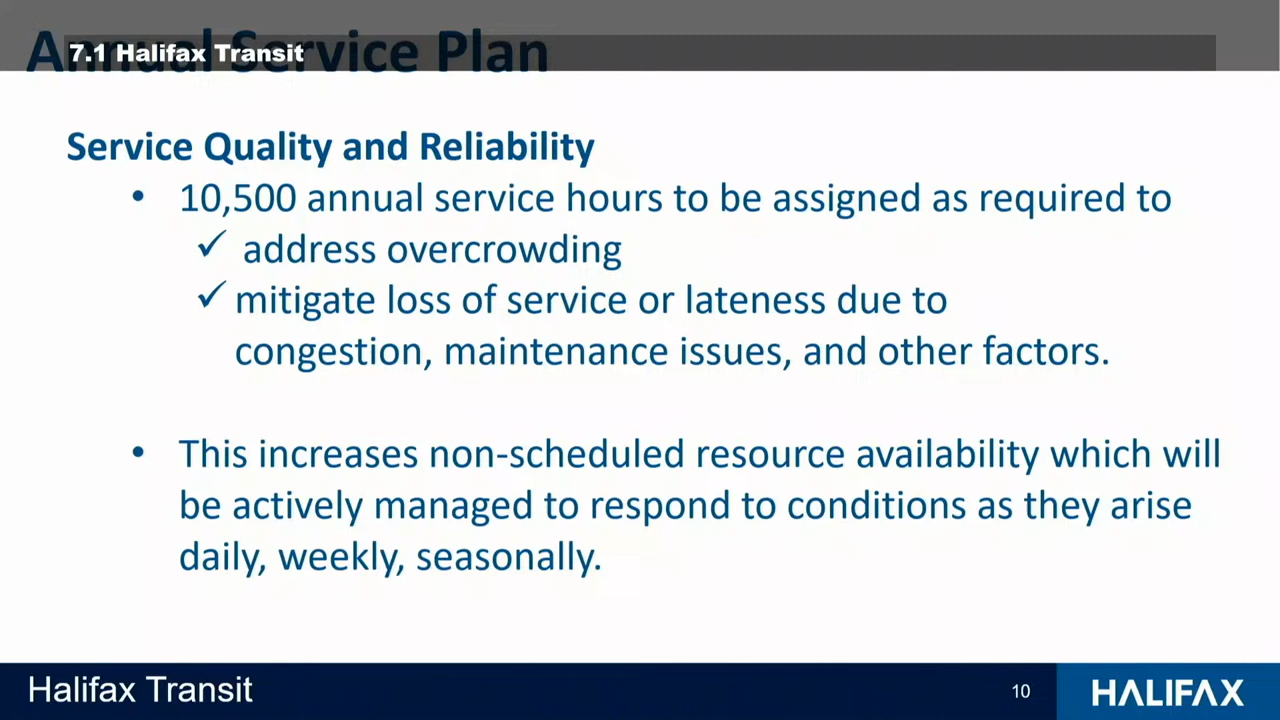 Annual Service Plan
7.1 Halifax Transit
Service Quality and Reliability
• 10,500 annual service hours to be assigned as required to
✓ address overcrowding
✓ mitigate loss of service or lateness due to
congestion, maintenance issues, and other factors.
• This increases non-scheduled resource availability which will
be actively managed to respond to conditions as they arise
daily, weekly, seasonally.
Halifax Transit
10
HALIFAX